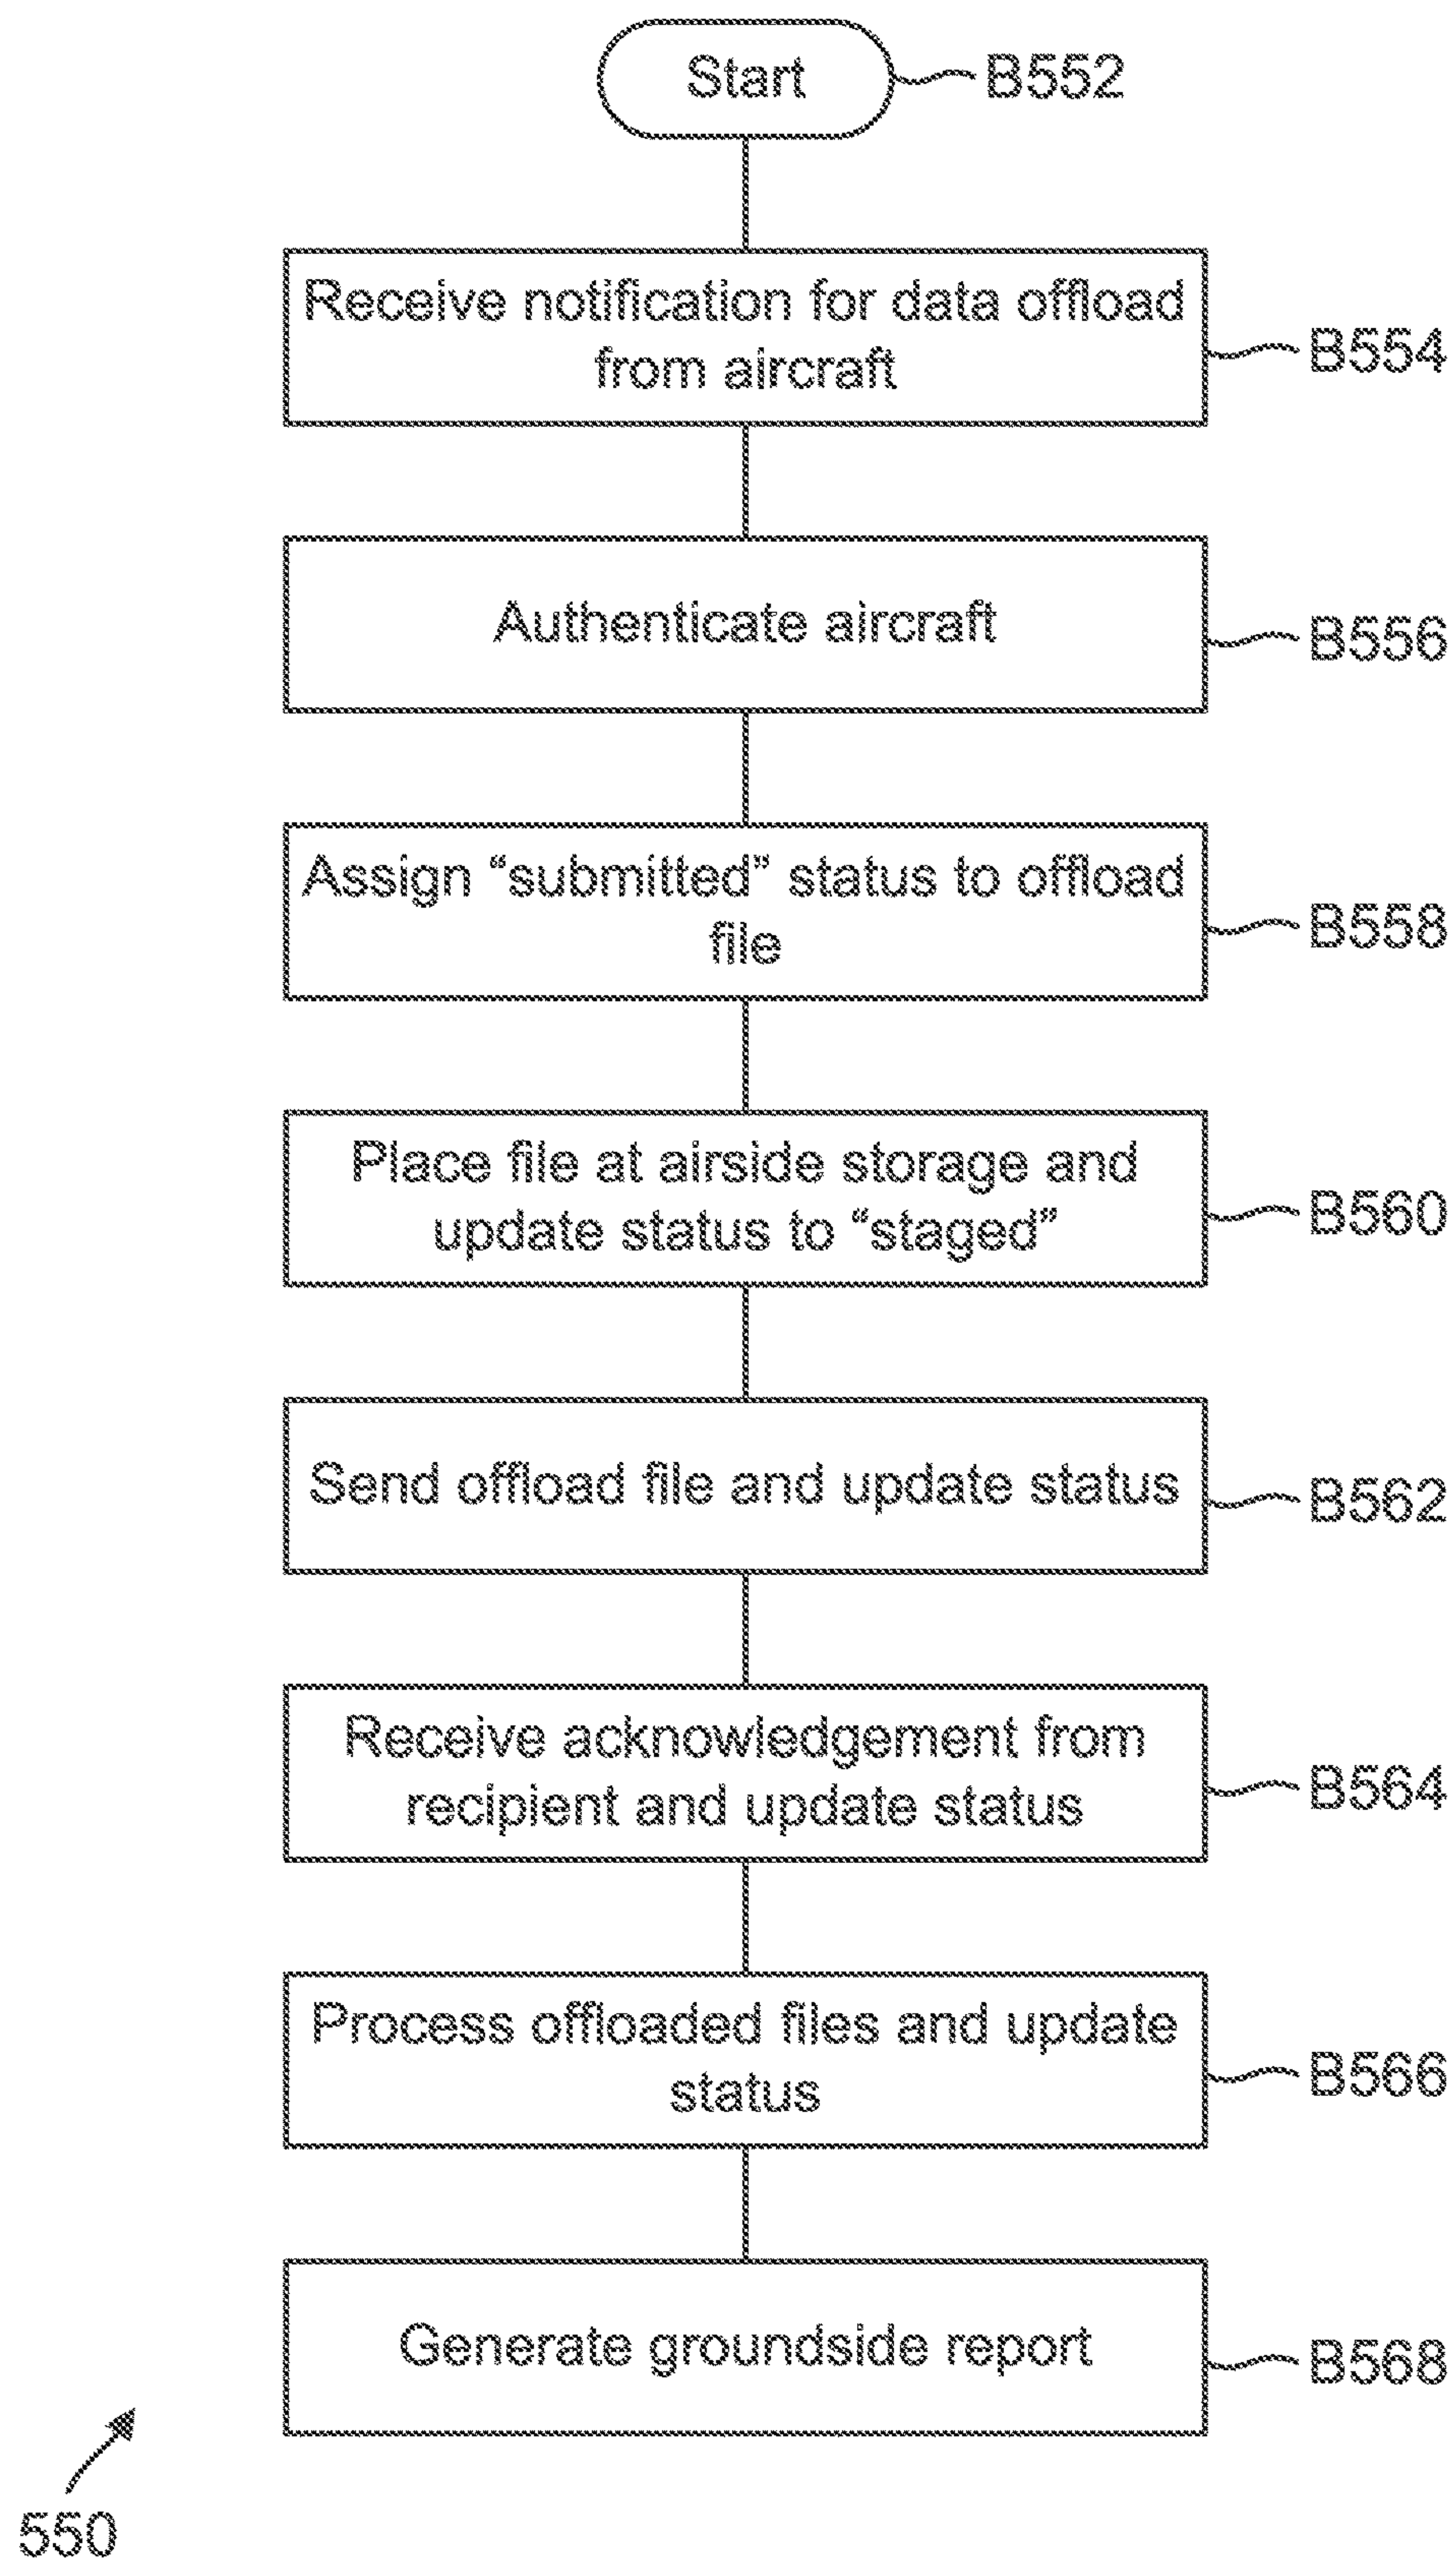 Start
B552
Receive notification for data offload
from aircraft
B554
Authenticate aircraft
B556
Assign “submitted” status to offload
file
B558
Place file at airside storage and
update status to “staged”
B560
Send offload file and update status
B562
Receive acknowledgement from
recipient and update status
B564
Process offloaded files and update
status
B566
Generate groundside report
B568
550